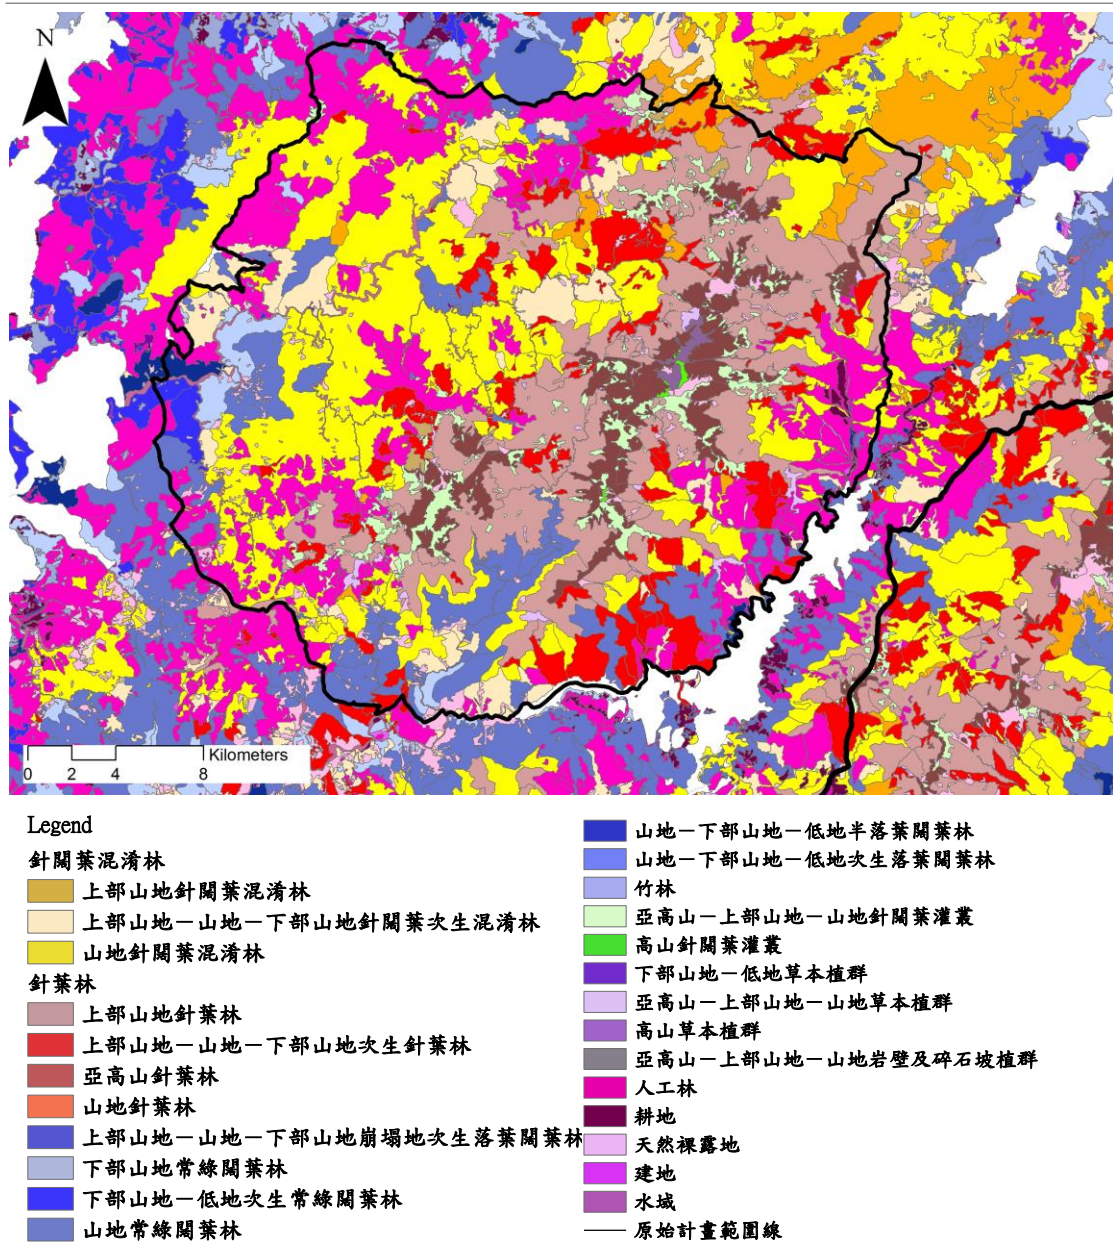 N
Kilometers
0 2 4 8
Legend
針闊葉混淆林
上部山地針闊葉混淆林
上部山地－山地－下部山地針闊葉次生混淆林
山地針闊葉混淆林
針葉林
上部山地針葉林
上部山地－山地－下部山地次生針葉林
亞高山針葉林
山地針葉林
上部山地－山地－下部山地崩塌地次生落葉闊葉林
下部山地常綠闊葉林
下部山地－低地次生常綠闊葉林
山地常綠闊葉林
山地－下部山地－低地半落葉闊葉林
山地－下部山地－低地次生落葉闊葉林
竹林
亞高山－上部山地－山地針闊葉灌叢
高山針闊葉灌叢
下部山地－低地草本植群
亞高山－上部山地－山地草本植群
高山草本植群
亞高山－上部山地－山地岩壁及碎石坡植群
人工林
耕地
天然裸露地
建地
水域
原始計畫範圍線